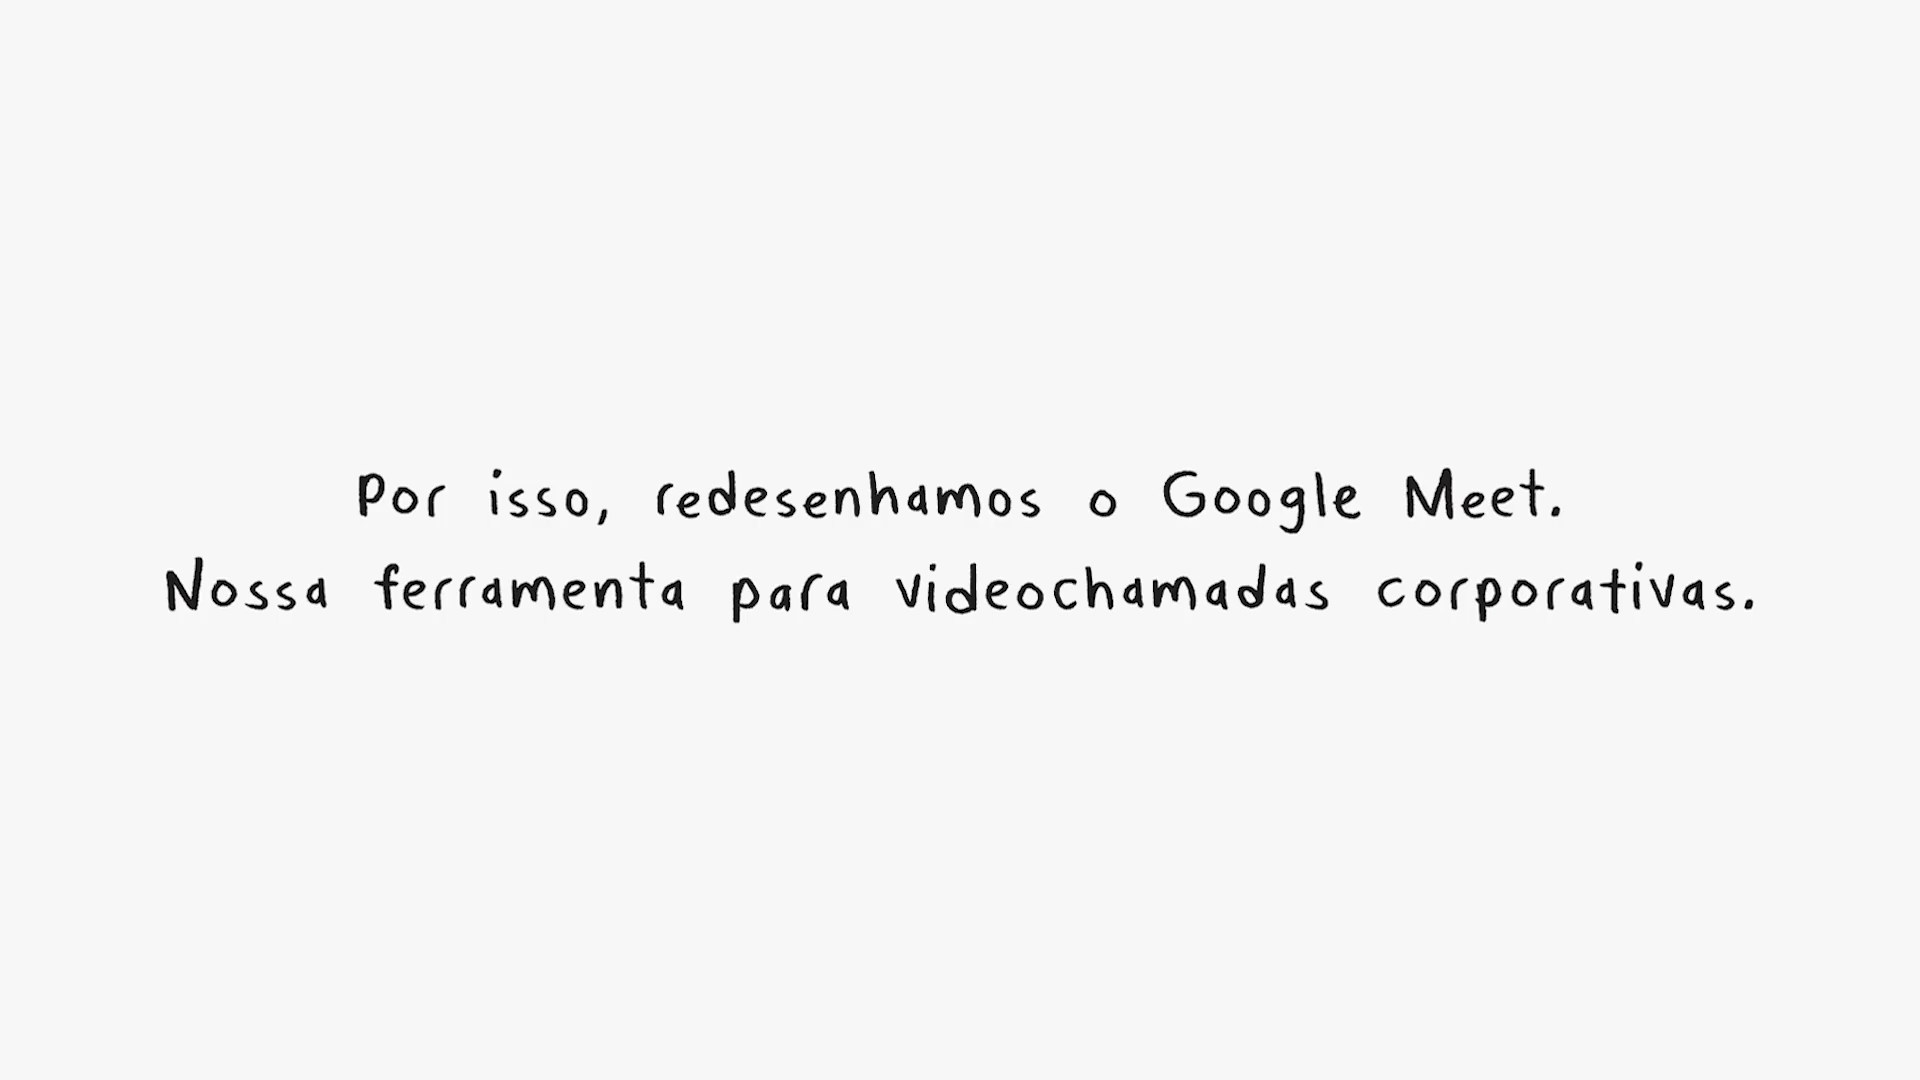 Por isso, redesenhamos o Google Meet.
Nossa ferramenta para videochamadas corporativas.